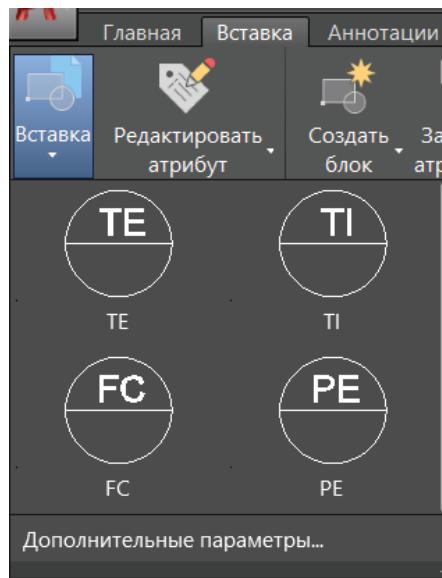 Главная Вставка Аннотации
Вставка Редактировать атрибут Создать блок
TE TI
TE TI
FC PE
FC PE
Дополнительные параметры...